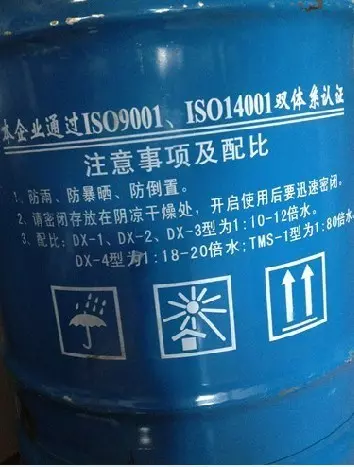 本企业通过ISO9001、ISO14001双体系认证
注意事项及配比
1、防雨、防暴晒、防倒置。
2、请密闭存放在阴凉干燥处，开启使用后要迅速密闭。
3、配比：DX-1、DX-2、DX-3型为1:10-12倍水。
DX-4型为1:18-20倍水;TMS-1型为1:80倍水